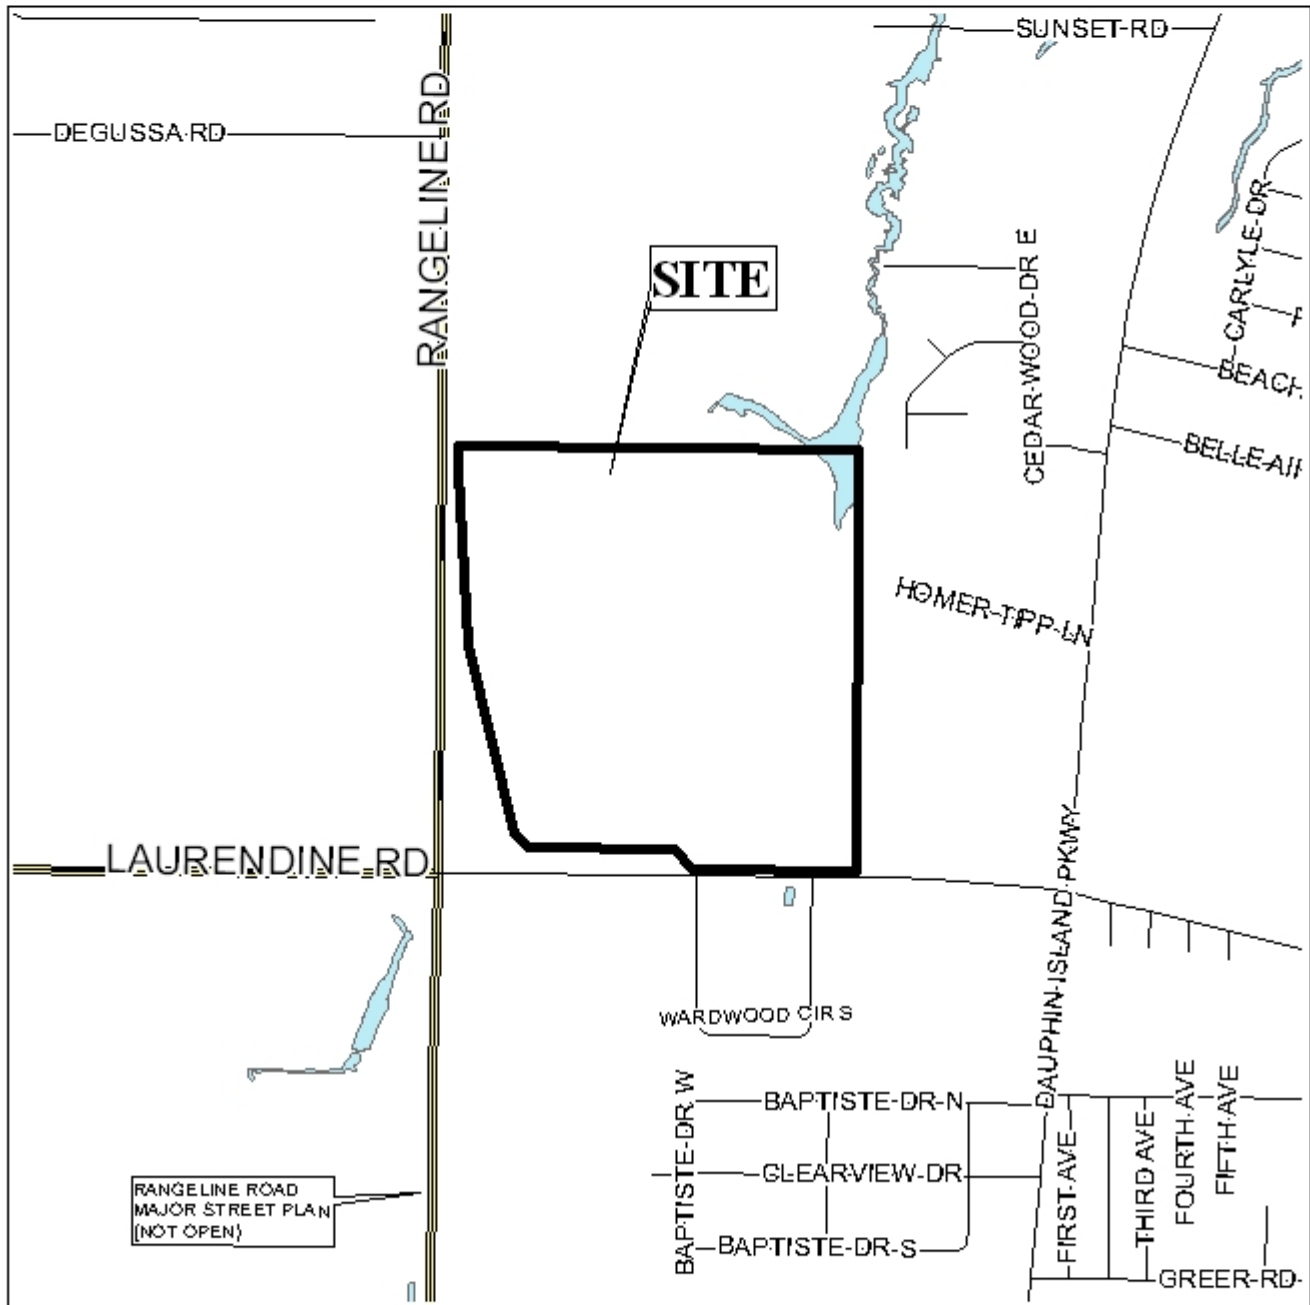 SUNSET RD
DEGUSSA RD
RANGELINE RD
CARLYLE DR
SITE
CEDAR WOOD DR E
BEACH
BELLE AIR
HOMER TIPP LN
LAURENDINE RD
DAUPHIN ISLAND PKWY
WARDWOOD CIR S
BAPTISTE DR W
BAPTISTE DR N
CLEARVIEW DR
BAPTISTE DR S
FIRST AVE
THIRD AVE
FOURTH AVE
FIFTH AVE
GREER RD
RANGELINE ROAD
MAJOR STREET PLAN
(NOT OPEN)